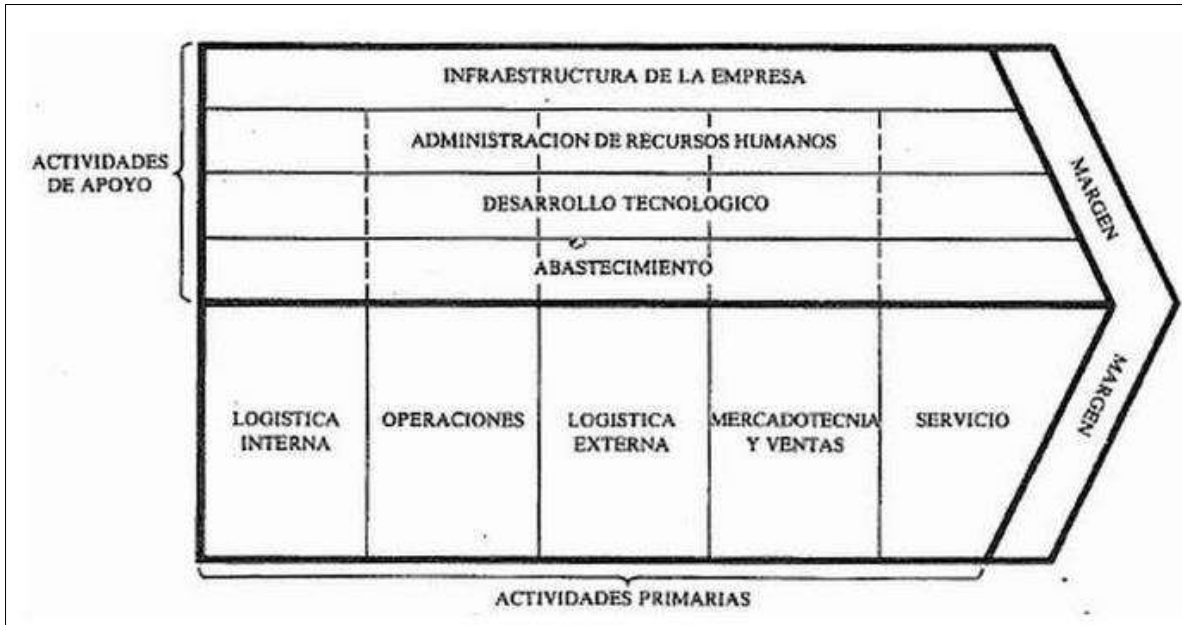 INFRAESTRUCTURA DE LA EMPRESA
ADMINISTRACION DE RECURSOS HUMANOS
ACTIVIDADES
DE APOYO
DESARROLLO TECNOLOGICO
ABASTECIMIENTO
MARGEN
LOGISTICA
INTERNA
OPERACIONES
LOGISTICA
EXTERNA
MERCADOTECNIA
Y VENTAS
SERVICIO
MARGEN
ACTIVIDADES PRIMARIAS